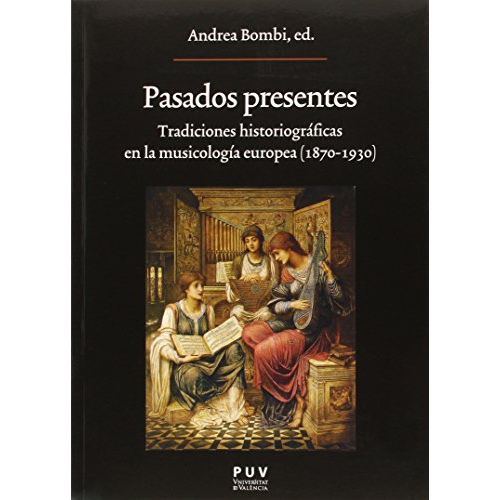 Andrea Bombi, ed.
Pasados presentes
Tradiciones historiográficas
en la musicología europea (1870-1930)
PUV
UNIVERSITAT
DE VALÈNCIA